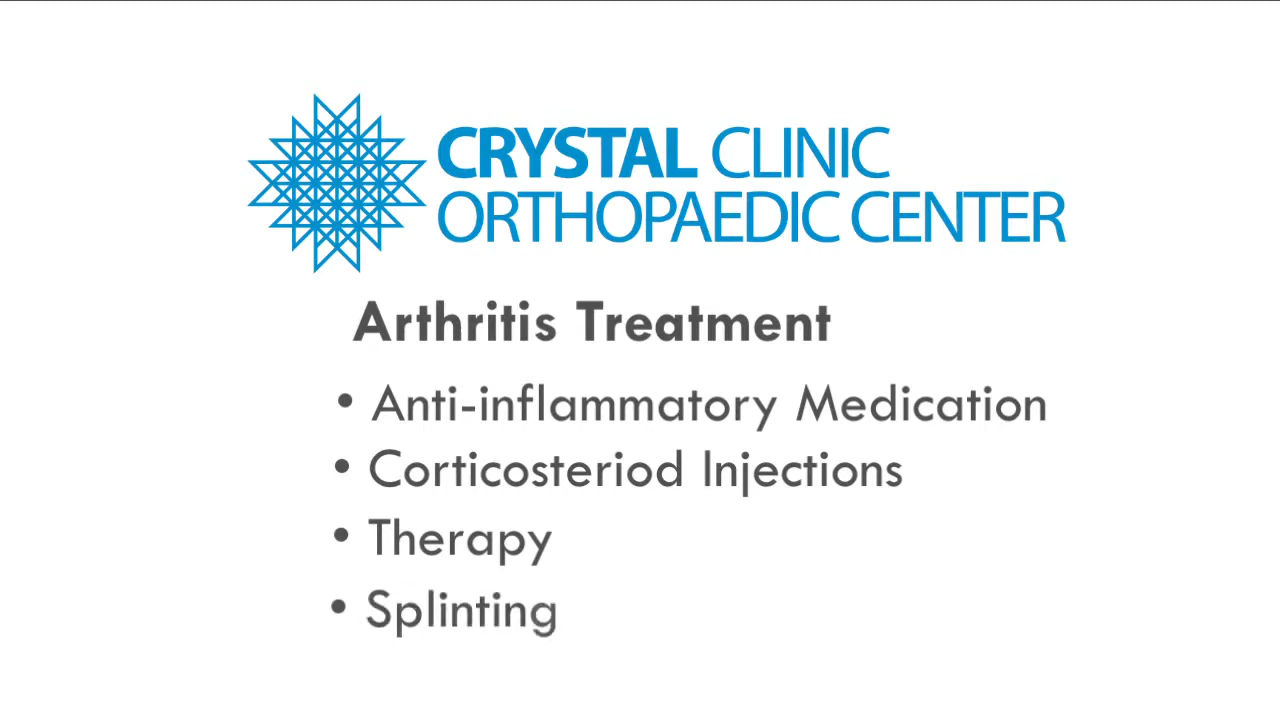 CRYSTAL CLINIC
ORTHOPAEDIC CENTER
Arthritis Treatment
• Anti-inflammatory Medication
• Corticosteriod Injections
• Therapy
• Splinting